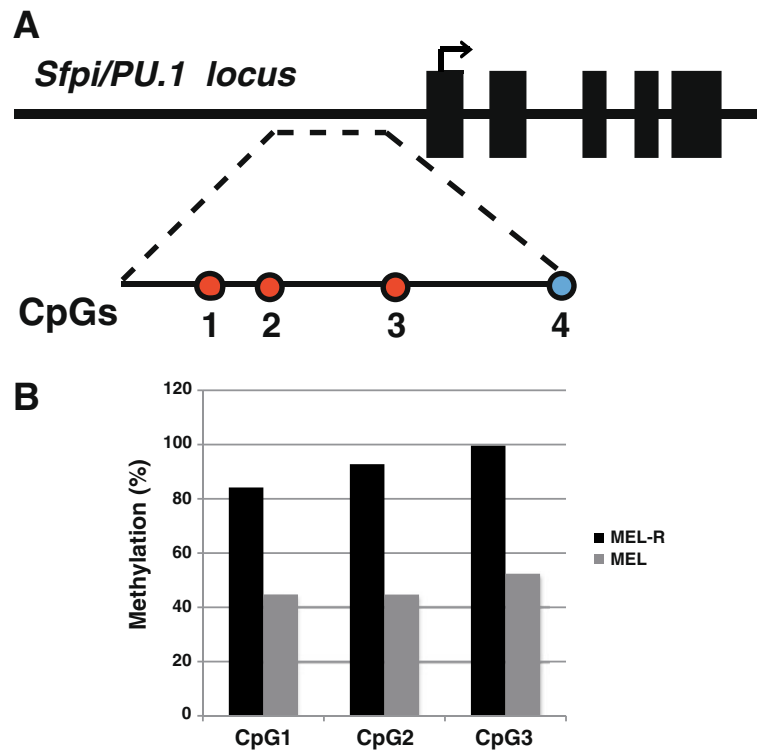 A
Sfpi/PU.1 locus
CpGs
1 2 3 4
B
Methylation (%)
120
100
80
60
40
20
0
CpG1 CpG2 CpG3
MEL-R
MEL